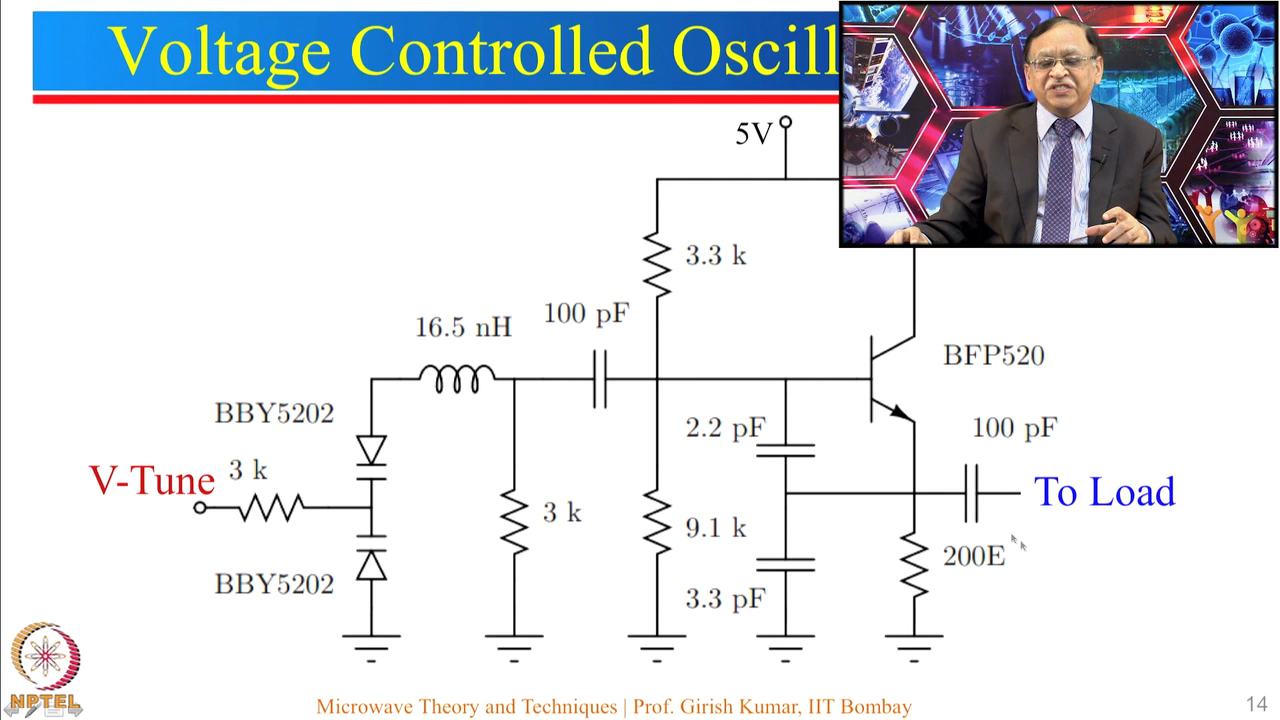 Voltage Controlled Oscill
5V
3.3 k
100 pF
16.5 nH
BFP520
BBY5202
2.2 pF
100 pF
V-Tune
3 k
To Load
3 k
9.1 k
200E
BBY5202
3.3 pF
NPTEL
Microwave Theory and Techniques | Prof. Girish Kumar, IIT Bombay
14